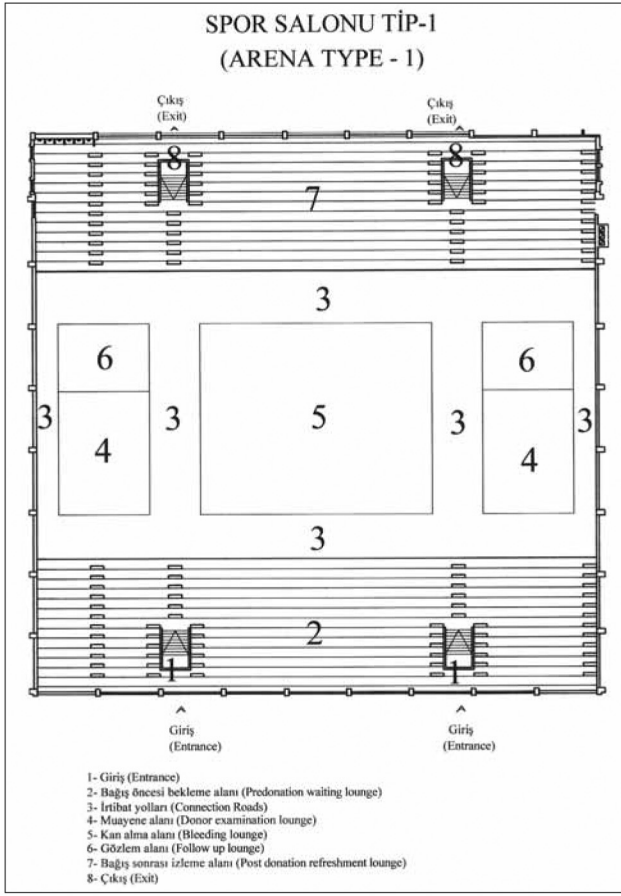 SPOR SALONU TİP-1
(ARENA TYPE - 1)
Çıkış
(Exit)
Çıkış
(Exit)
8
8
7
3
6
6
3
3
5
3
3
4
4
3
2
1
1
Giriş
(Entrance)
Giriş
(Entrance)
1- Giriş (Entrance)
2- Bağış öncesi bekleme alanı (Predonation waiting lounge)
3- İrtibat yolları (Connection Roads)
4- Muayene alanı (Donor examination lounge)
5- Kan alma alanı (Bleeding lounge)
6- Gözlem alanı (Follow up lounge)
7- Bağış sonrası izleme alanı (Post donation refreshment lounge)
8- Çıkış (Exit)